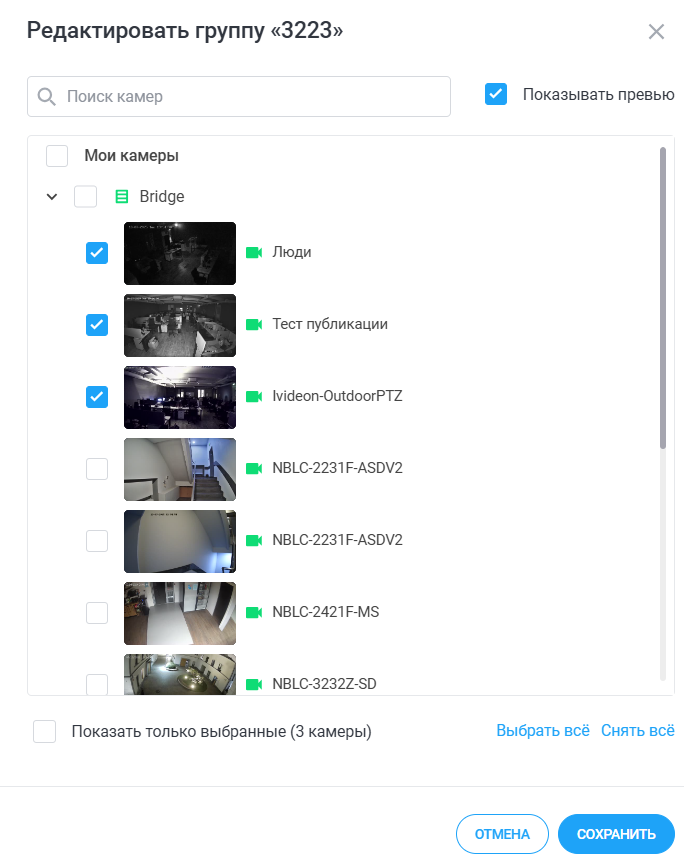 Редактировать группу «3223»
Поиск камер
Показывать превью
Мои камеры
Bridge
Люди
Тест публикации
Ivideon-OutdoorPTZ
NBLC-2231F-ASDV2
NBLC-2231F-ASDV2
NBLC-2421F-MS
NBLC-3232Z-SD
Показать только выбранные (3 камеры)
Выбрать всё Снять всё
ОТМЕНА СОХРАНИТЬ